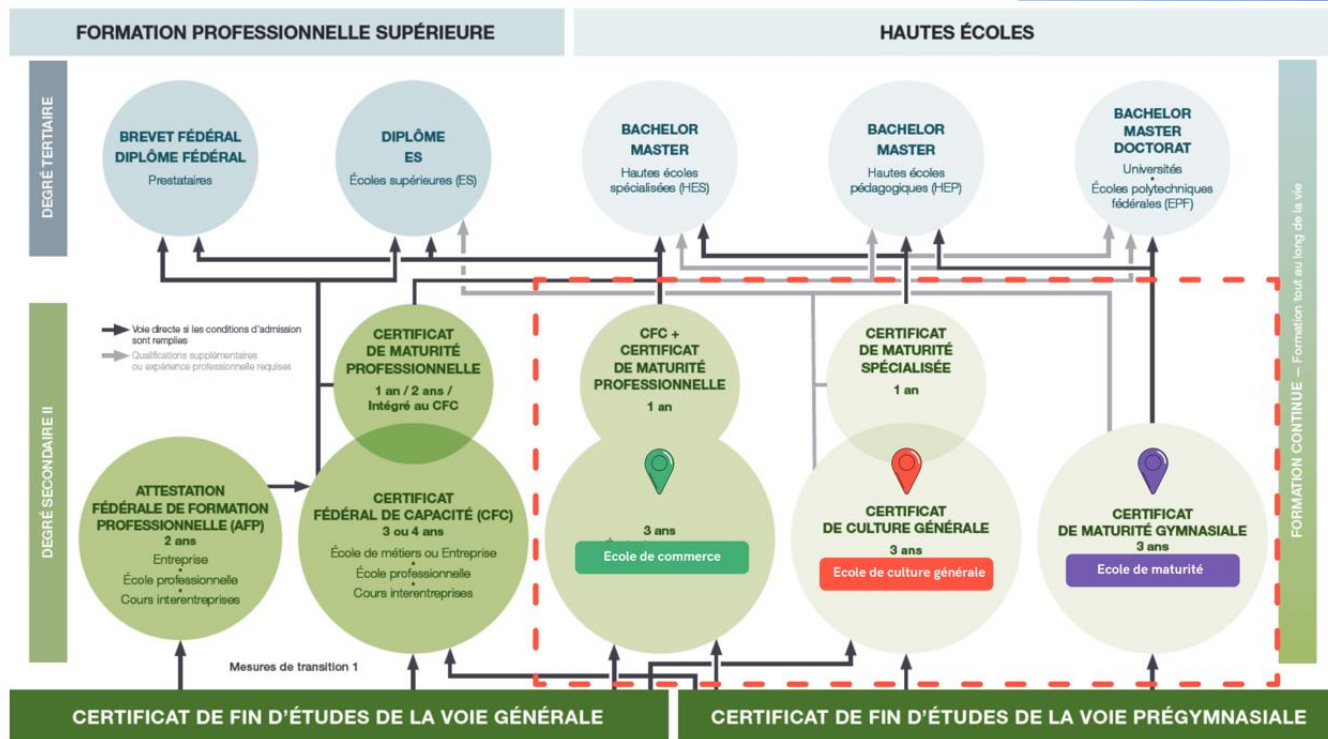 FORMATION PROFESSIONNELLE SUPÉRIEURE
HAUTES ÉCOLES
DEGRÉ TERTIAIRE
BREVET FÉDÉRAL
DIPLÔME FÉDÉRAL
Prestataires
DIPLÔME
ES
Écoles supérieures (ES)
BACHELOR
MASTER
Hautes écoles
spécialisées (HES)
BACHELOR
MASTER
Hautes écoles
pédagogiques (HEP)
BACHELOR
MASTER
DOCTORAT
Universités
•
Écoles polytechniques
fédérales (EPF)
FORMATION CONTINUE — Formation tout au long de la vie
DEGRÉ SECONDAIRE II
Voie directe si les conditions d'admission
sont remplies
Qualifications supplémentaires
ou expérience professionnelle requises
CERTIFICAT
DE MATURITÉ
PROFESSIONNELLE
1 an / 2 ans /
Intégré au CFC
CFC +
CERTIFICAT
DE MATURITÉ
PROFESSIONNELLE
1 an
CERTIFICAT
DE MATURITÉ
SPÉCIALISÉE
1 an
ATTESTATION
FÉDÉRALE DE FORMATION
PROFESSIONNELLE (AFP)
2 ans
Entreprise
•
École professionnelle
•
Cours interentreprises
CERTIFICAT
FÉDÉRAL DE CAPACITÉ (CFC)
3 ou 4 ans
École de métiers ou Entreprise
•
École professionnelle
•
Cours interentreprises
3 ans
Ecole de commerce
CERTIFICAT
DE CULTURE GÉNÉRALE
3 ans
Ecole de culture générale
CERTIFICAT
DE MATURITÉ GYMNASIALE
3 ans
Ecole de maturité
Mesures de transition 1
CERTIFICAT DE FIN D'ÉTUDES DE LA VOIE GÉNÉRALE
CERTIFICAT DE FIN D'ÉTUDES DE LA VOIE PRÉGYMNASIALE